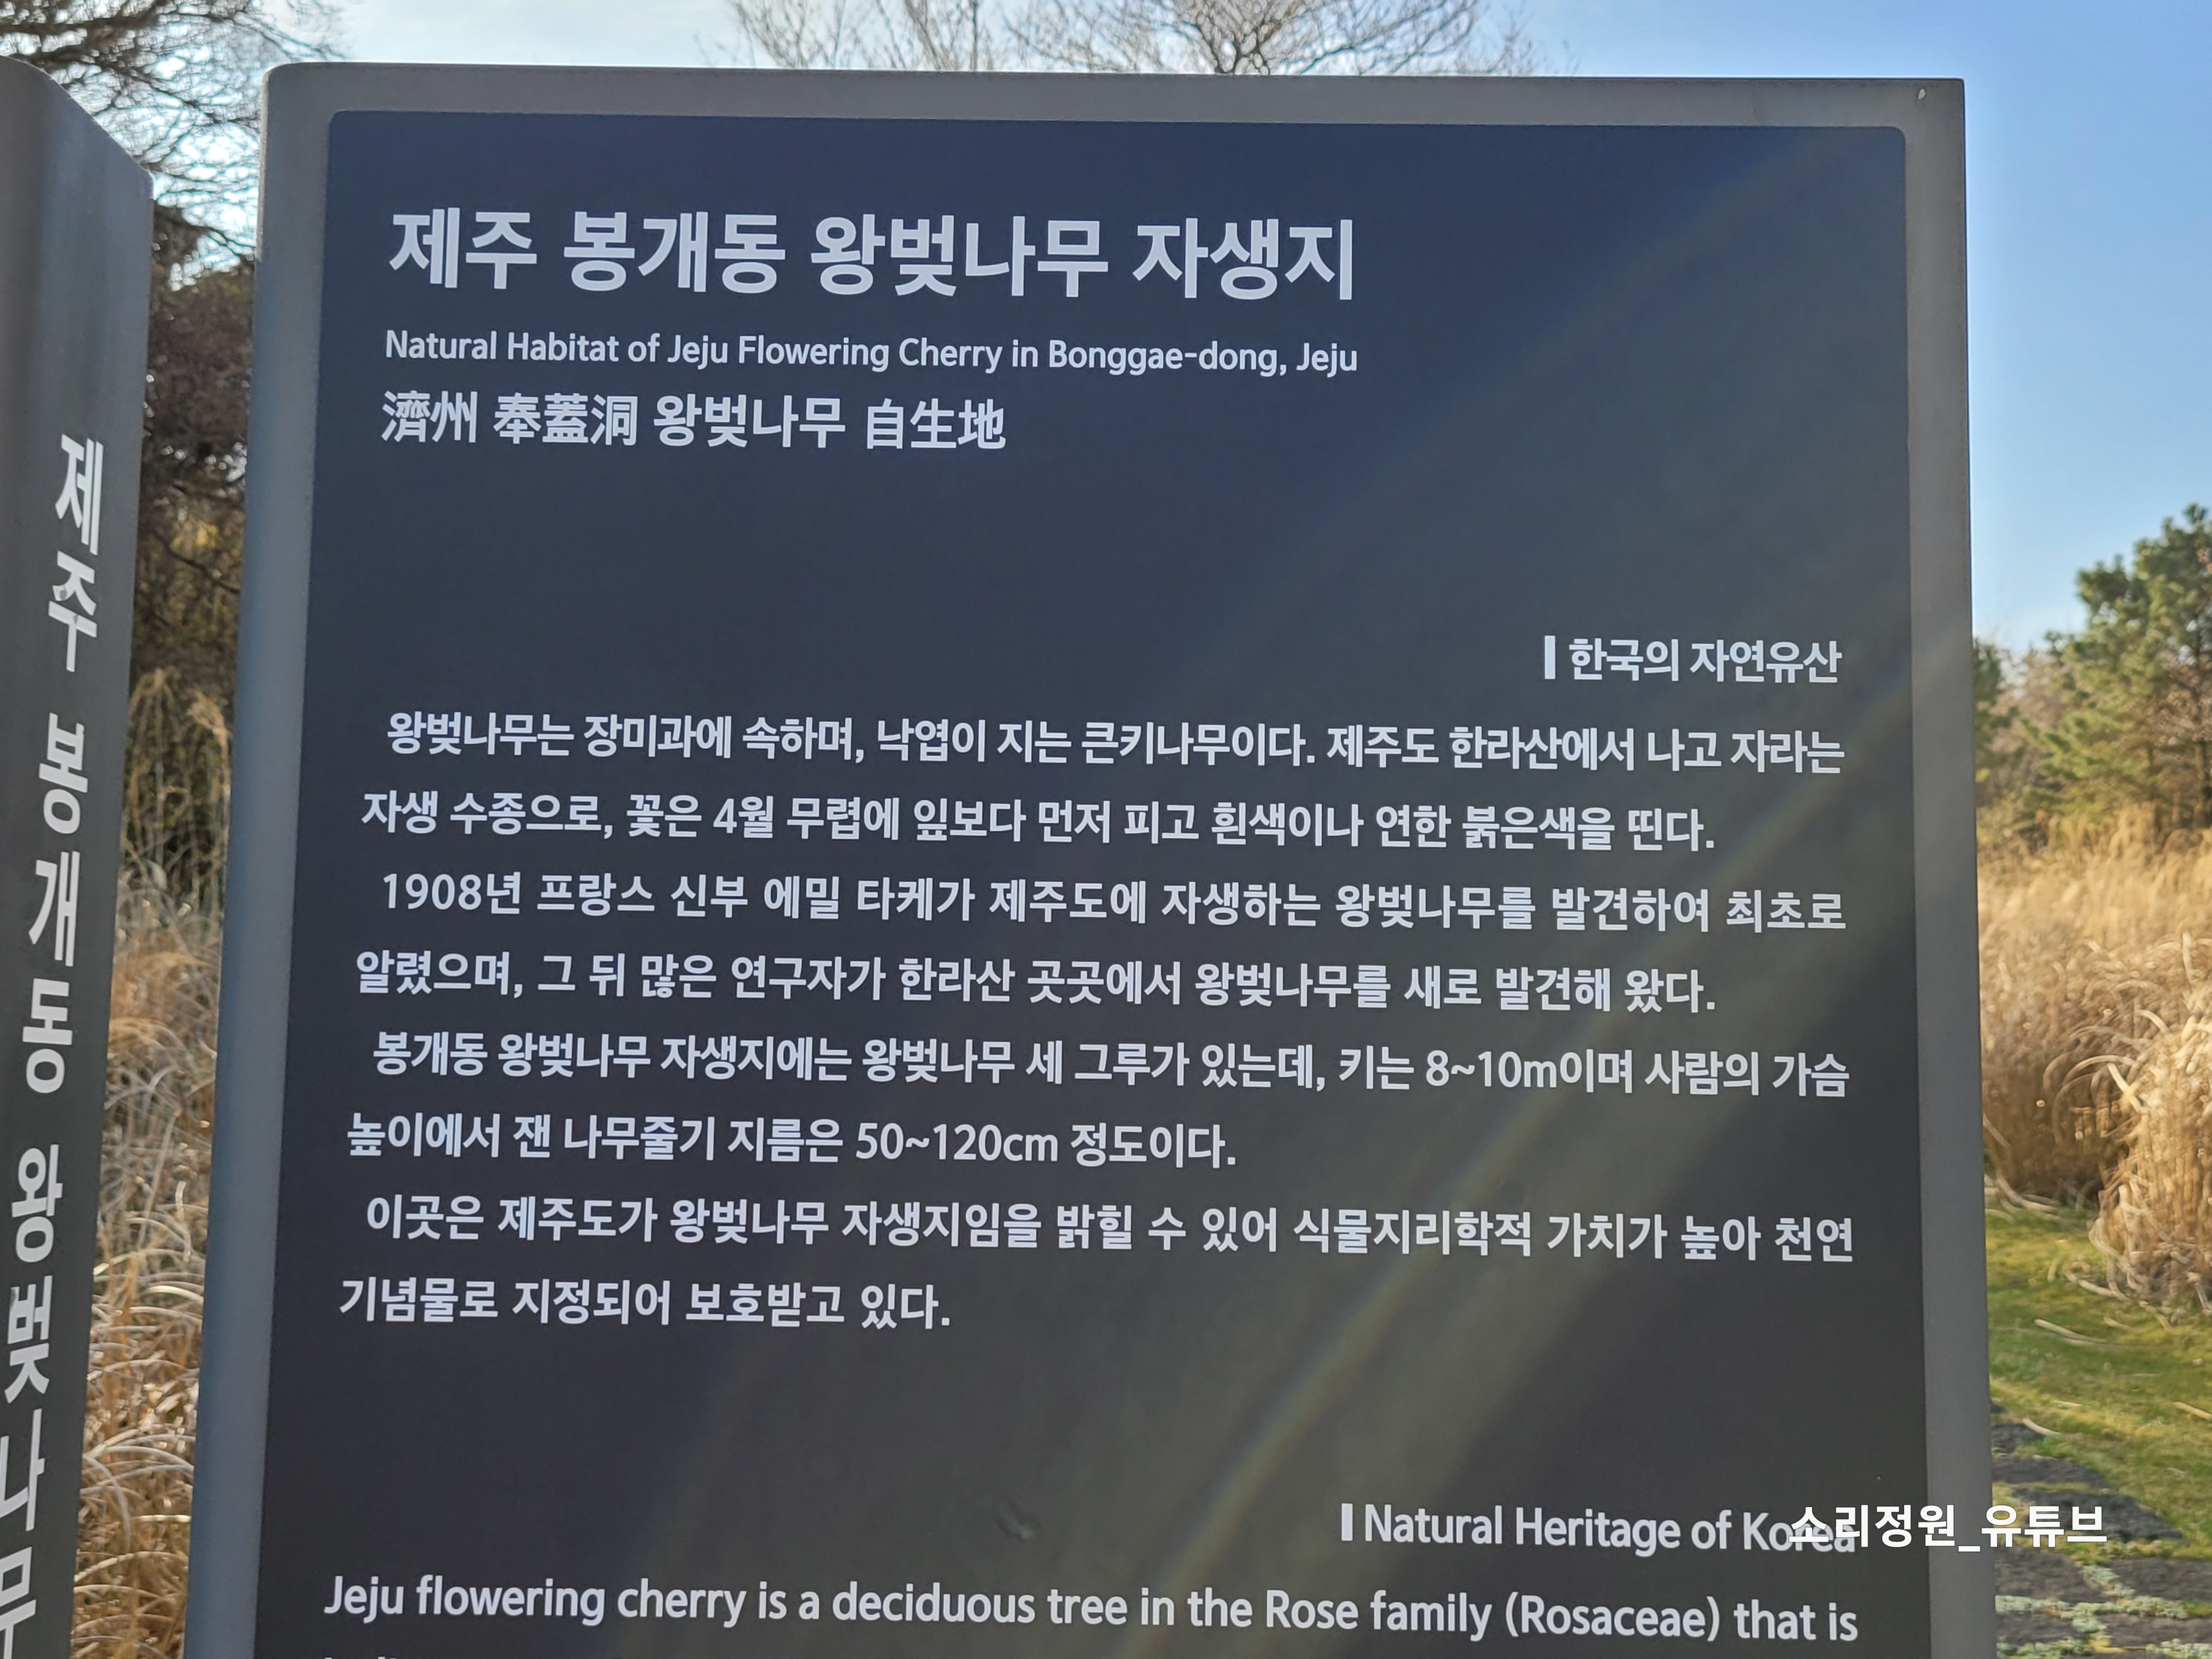 제주 봉개동 왕벚나무
제주 봉개동 왕벚나무 자생지
Natural Habitat of Jeju Flowering Cherry in Bonggae-dong, Jeju
濟州 奉蓋洞 왕벚나무 自生地
한국의 자연유산
왕벚나무는 장미과에 속하며, 낙엽이 지는 큰키나무이다. 제주도 한라산에서 나고 자라는
자생 수종으로, 꽃은 4월 무렵에 잎보다 먼저 피고 흰색이나 연한 붉은색을 띤다.
1908년 프랑스 신부 에밀 타케가 제주도에 자생하는 왕벚나무를 발견하여 최초로
알렸으며, 그 뒤 많은 연구자가 한라산 곳곳에서 왕벚나무를 새로 발견해 왔다.
봉개동 왕벚나무 자생지에는 왕벚나무 세 그루가 있는데, 키는 8~10m이며 사람의 가슴
높이에서 잰 나무줄기 지름은 50~120cm 정도이다.
이곳은 제주도가 왕벚나무 자생지임을 밝힐 수 있어 식물지리학적 가치가 높아 천연
기념물로 지정되어 보호받고 있다.
Natural Heritage of Korea
소리정원_유튜브
Jeju flowering cherry is a deciduous tree in the Rose family (Rosaceae) that is